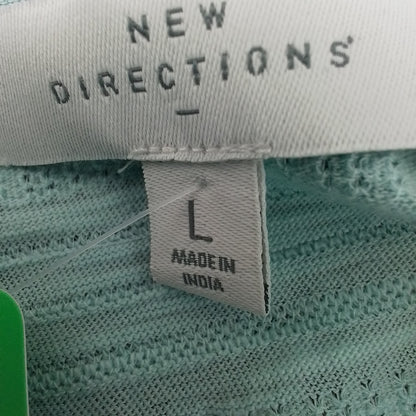 NEW
DIRECTIONS®
L
MADE IN
INDIA